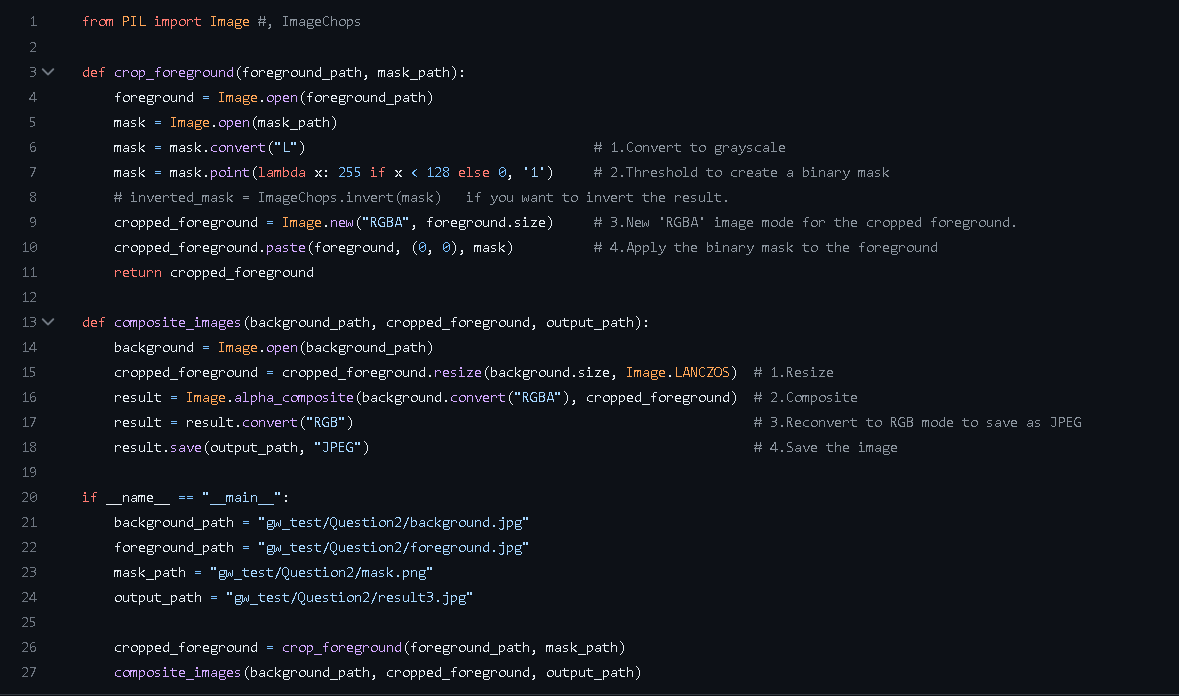 1 from PIL import Image #, ImageChops
2
3 def crop_foreground(foreground_path, mask_path):
4 foreground = Image.open(foreground_path)
5 mask = Image.open(mask_path)
6 mask = mask.convert("L") # 1.Convert to grayscale
7 mask = mask.point(lambda x: 255 if x < 128 else 0, '1') # 2.Threshold to create a binary mask
8 # inverted_mask = ImageChops.invert(mask) if you want to invert the result.
9 cropped_foreground = Image.new("RGBA", foreground.size) # 3.New 'RGBA' image mode for the cropped foreground.
10 cropped_foreground.paste(foreground, (0, 0), mask) # 4.Apply the binary mask to the foreground
11 return cropped_foreground
12
13 def composite_images(background_path, cropped_foreground, output_path):
14 background = Image.open(background_path)
15 cropped_foreground = cropped_foreground.resize(background.size, Image.LANCZOS) # 1.Resize
16 result = Image.alpha_composite(background.convert("RGBA"), cropped_foreground) # 2.Composite
17 result = result.convert("RGB") # 3.Reconvert to RGB mode to save as JPEG
18 result.save(output_path, "JPEG") # 4.Save the image
19
20 if __name__ == "__main__":
21 background_path = "gw_test/Question2/background.jpg"
22 foreground_path = "gw_test/Question2/foreground.jpg"
23 mask_path = "gw_test/Question2/mask.png"
24 output_path = "gw_test/Question2/result3.jpg"
25
26 cropped_foreground = crop_foreground(foreground_path, mask_path)
27 composite_images(background_path, cropped_foreground, output_path)